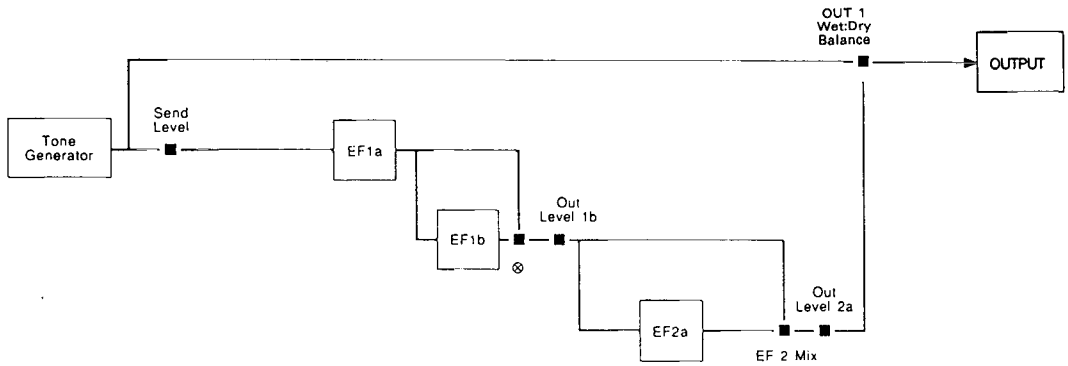 OUT 1
Wet:Dry
Balance
OUTPUT
Send
Level
Tone
Generator
EF1a
Out
Level 1b
EF1b
⊗
Out
Level 2a
EF2a
EF 2 Mix